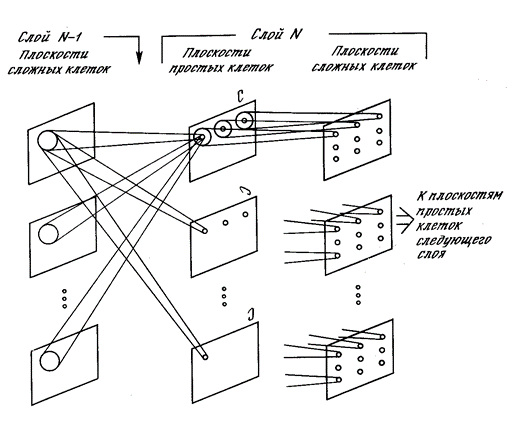 Слой N-1
Плоскости
сложных клеток
Слой N
Плоскости
простых клеток
Плоскости
сложных клеток
К плоскостям
простых
клеток
следующего
слоя